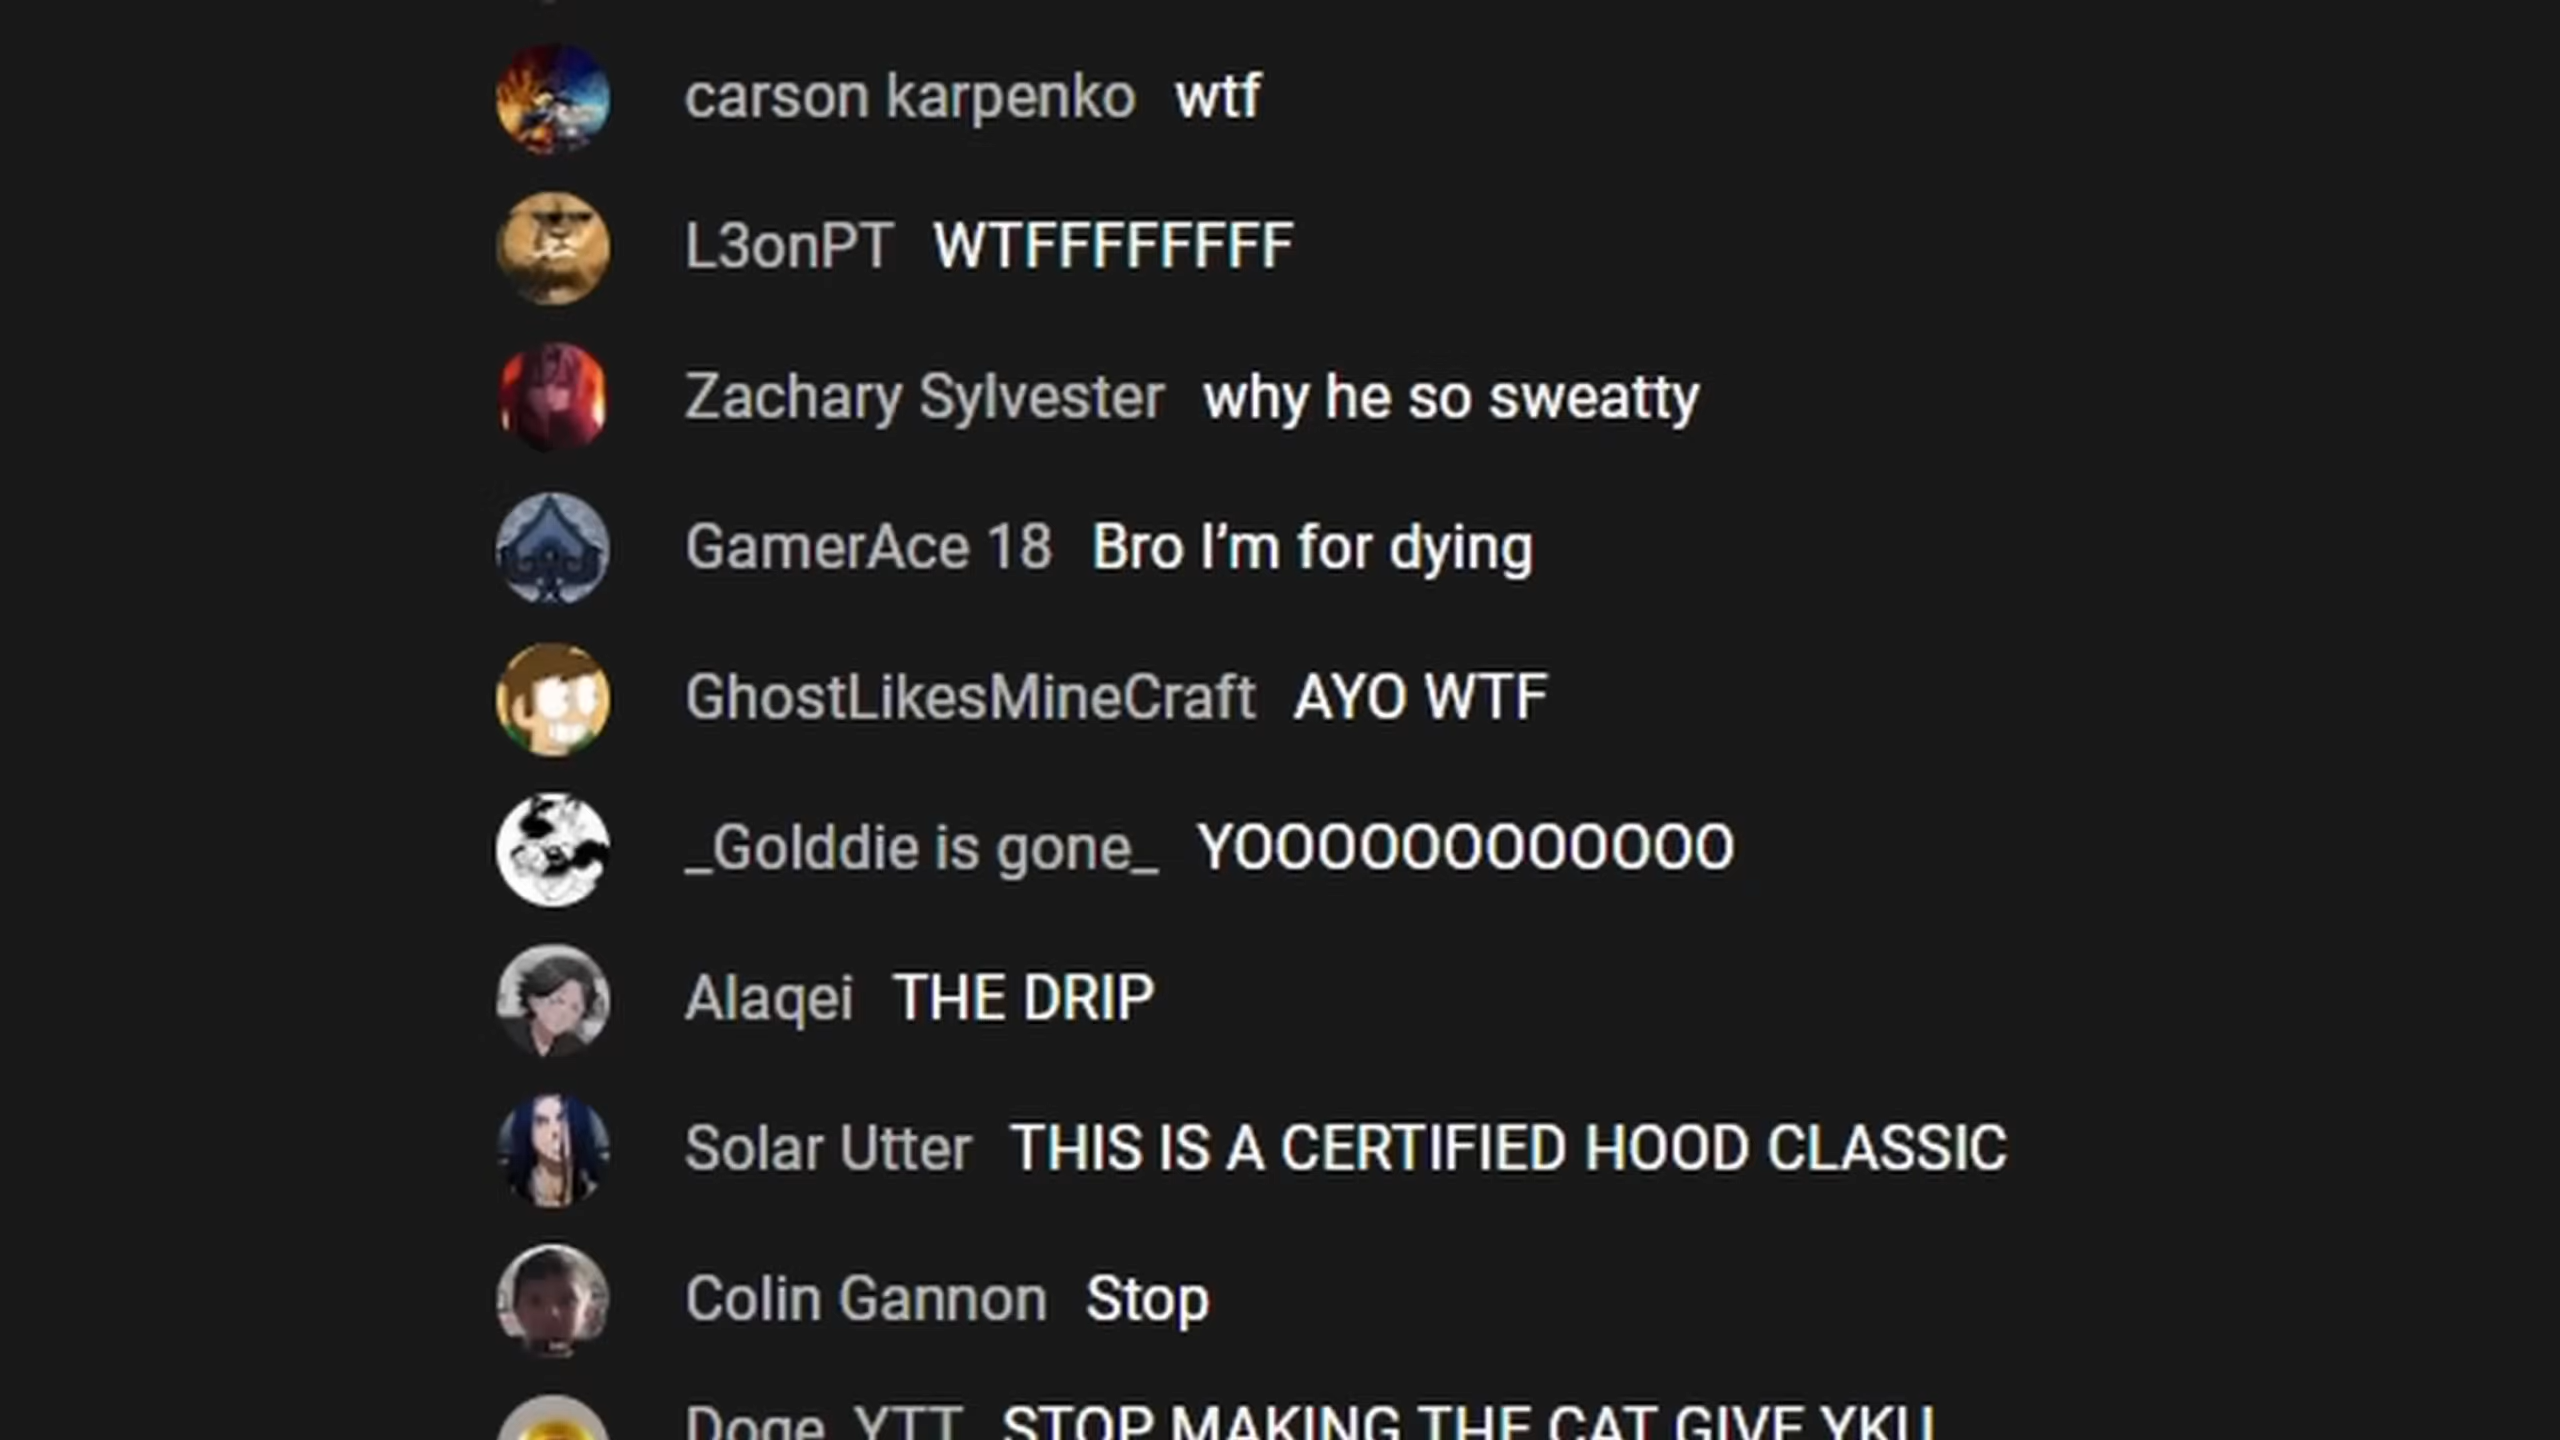 carson karpenko wtf
L3onPT WTFFFFFFFF
Zachary Sylvester why he so sweatty
GamerAce 18 Bro I’m for dying
GhostLikesMineCraft AYO WTF
_Golddie is gone_ YOOOOOOOOOOOO
Alaqei THE DRIP
Solar Utter THIS IS A CERTIFIED HOOD CLASSIC
Colin Gannon Stop
Doge YTT STOP MAKING THE CAT GIVE